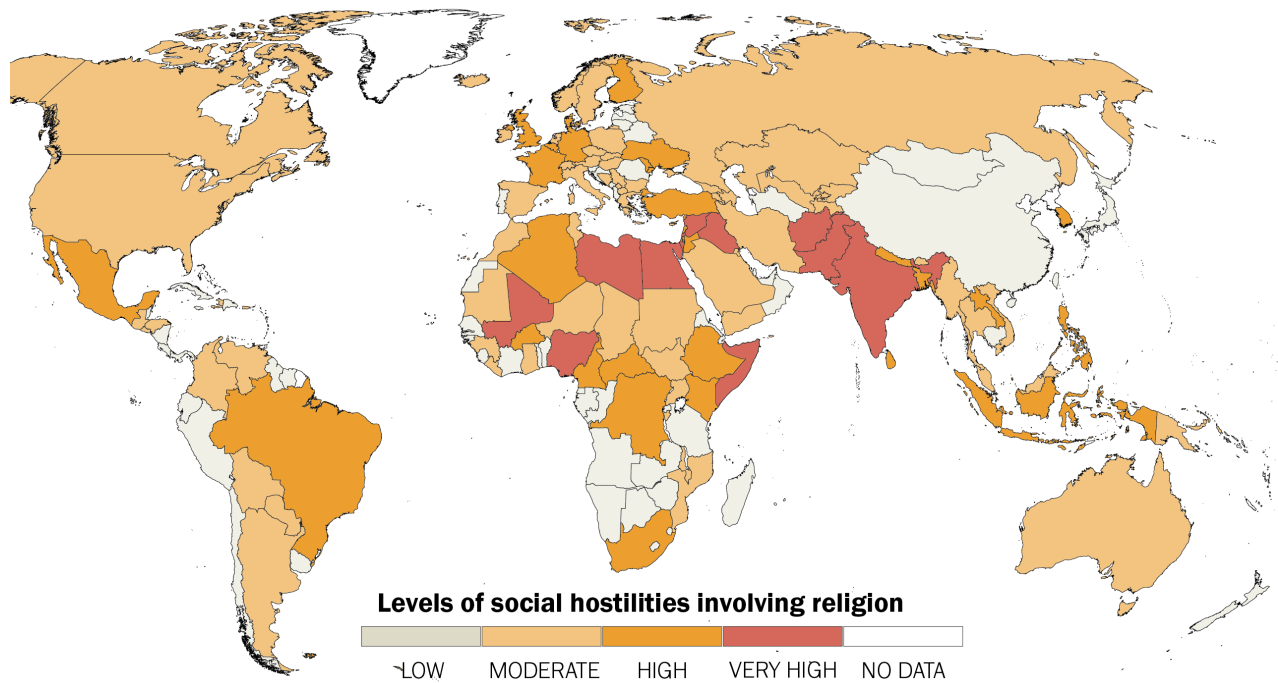 Levels of social hostilities involving religion
LOW MODERATE HIGH VERY HIGH NO DATA